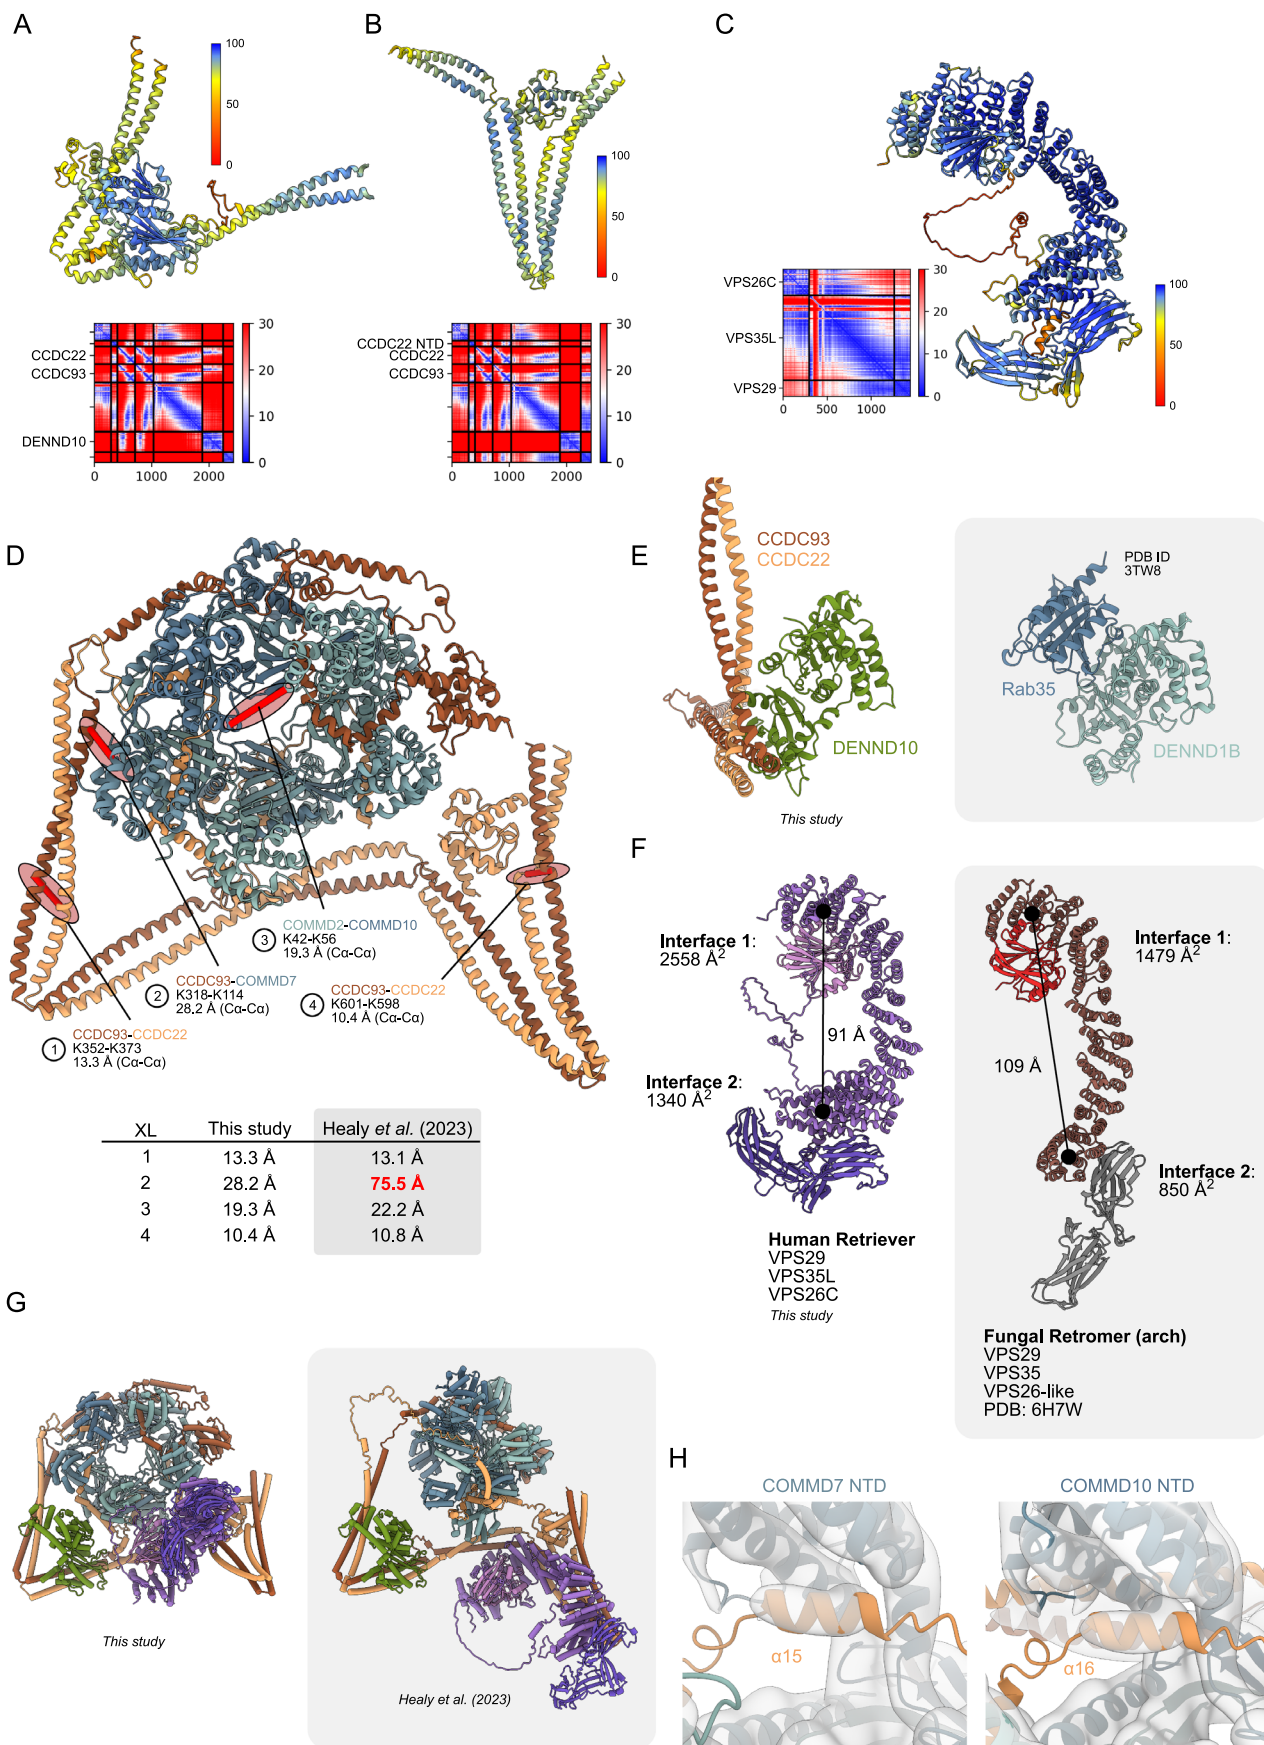 A
100
50
0
30
20
10
0
CCDC22
CCDC93
DENND10
0
1000
2000
B
100
50
0
30
20
10
0
CCDC22 NTD
CCDC22
CCDC93
0
1000
2000
C
VPS26C
VPS35L
VPS29
0
500
1000
30
20
10
0
100
50
0
D
COMMD2-COMMD10
3 K42-K56
19.3 Å (Cα-Cα)
CCDC93-COMMD7
2 K318-K114
28.2 Å (Cα-Cα)
CCDC93-CCDC22
4 K601-K598
10.4 Å (Cα-Cα)
CCDC93-CCDC22
1 K352-K373
13.3 Å (Cα-Cα)
XL This study Healy et al. (2023)
1 13.3 Å 13.1 Å
2 28.2 Å 75.5 Å
3 19.3 Å 22.2 Å
4 10.4 Å 10.8 Å
E
CCDC93
CCDC22
DENND10
This study
PDB ID
3TW8
Rab35
DENND1B
F
Interface 1:
2558 Å²
91 Å
Interface 2:
1340 Å²
Human Retriever
VPS29
VPS35L
VPS26C
This study
Interface 1:
1479 Å²
109 Å
Interface 2:
850 Å²
Fungal Retromer (arch)
VPS29
VPS35
VPS26-like
PDB: 6H7W
G
This study
Healy et al. (2023)
H
COMMD7 NTD
α15
COMMD10 NTD
α16